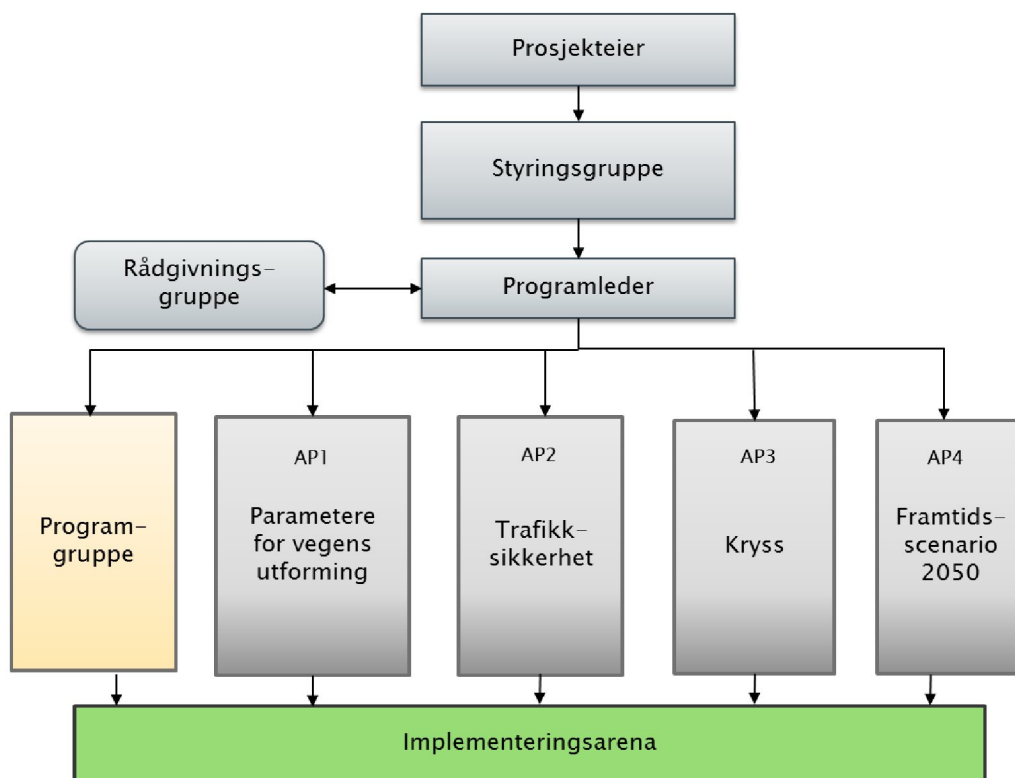 Prosjekteier
Styringsgruppe
Rådgivnings-
gruppe
Programleder
Program-
gruppe
AP1
Parametere
for vegens
utforming
AP2
Trafikk-
sikkerhet
AP3
Kryss
AP4
Framtids-
scenario
2050
Implementeringsarena